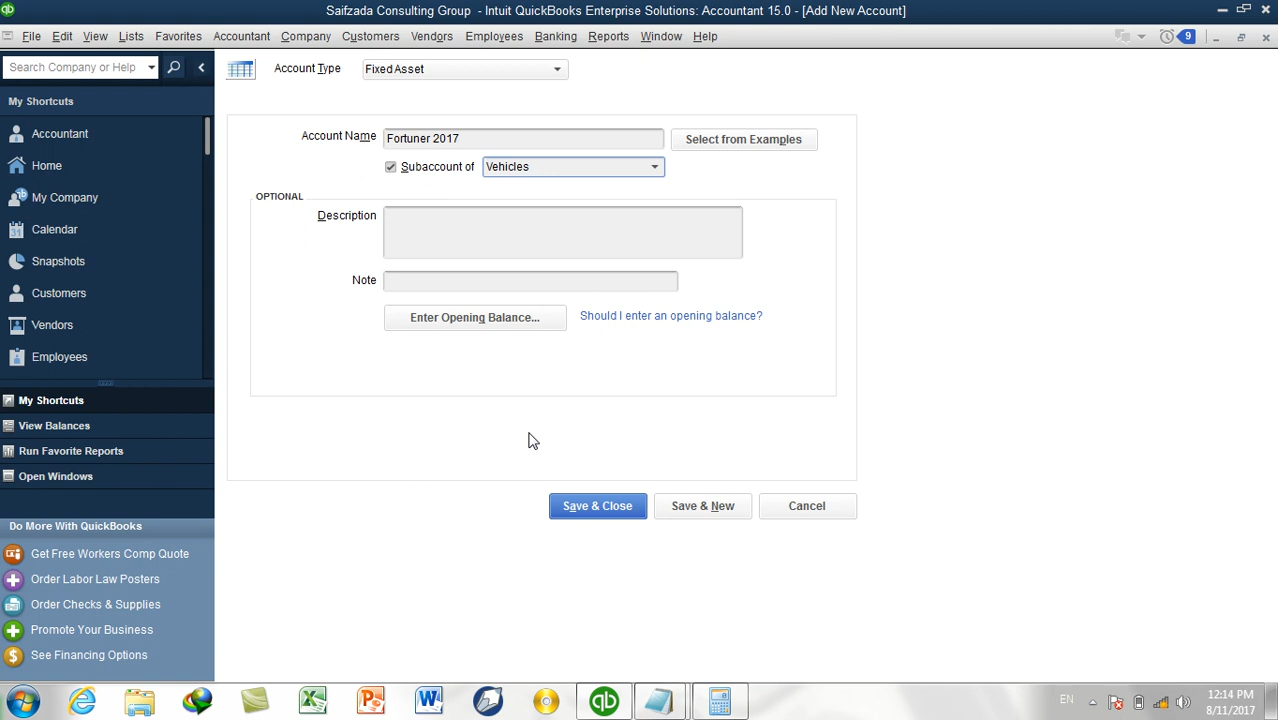 Saifzada Consulting Group - Intuit QuickBooks Enterprise Solutions: Accountant 15.0 - [Add New Account]
File Edit View Lists Favorites Accountant Company Customers Vendors Employees Banking Reports Window Help
9
Search Company or Help
My Shortcuts
Accountant
Home
My Company
Calendar
Snapshots
Customers
Vendors
Employees
My Shortcuts
View Balances
Run Favorite Reports
Open Windows
Do More With QuickBooks
Get Free Workers Comp Quote
Order Labor Law Posters
Order Checks & Supplies
Promote Your Business
See Financing Options
Account Type Fixed Asset
Account Name Fortuner 2017 Select from Examples
Subaccount of Vehicles
OPTIONAL
Description
Note
Enter Opening Balance... Should I enter an opening balance?
Save & Close Save & New Cancel
EN
12:14 PM
8/11/2017